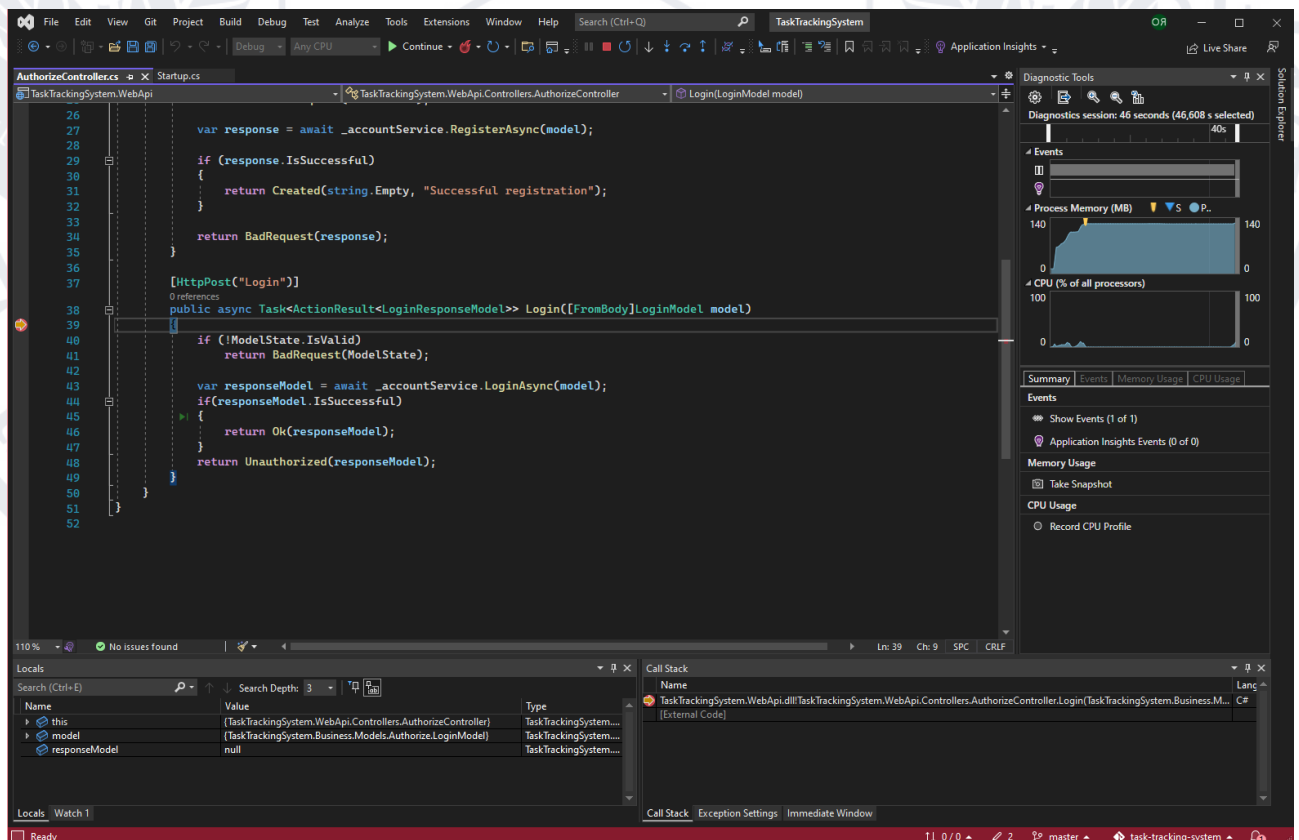 File Edit View Git Project Build Debug Test Analyze Tools Extensions Window Help Search (Ctrl+Q) TaskTrackingSystem ОЯ
Debug Any CPU Continue Application Insights Live Share
AuthorizeController.cs Startup.cs
TaskTrackingSystem.WebApi TaskTrackingSystem.WebApi.Controllers.AuthorizeController Login(LoginModel model)
26
27 var response = await _accountService.RegisterAsync(model);
28
29 if (response.IsSuccessful)
30 {
31 return Created(string.Empty, "Successful registration");
32 }
33
34 return BadRequest(response);
35 }
36
37 [HttpPost("Login")]
0 references
38 public async Task<ActionResult<LoginResponseModel>> Login([FromBody]LoginModel model)
39 {
40 if (!ModelState.IsValid)
41 return BadRequest(ModelState);
42
43 var responseModel = await _accountService.LoginAsync(model);
44 if(responseModel.IsSuccessful)
45 {
46 return Ok(responseModel);
47 }
48 return Unauthorized(responseModel);
49 }
50 }
51 }
52
110 % No issues found Ln: 39 Ch: 9 SPC CRLF
Diagnostic Tools
Diagnostics session: 46 seconds (46,608 s selected)
40s
Events
Process Memory (MB) S P..
140 140
0 0
CPU (% of all processors)
100 100
0 0
Summary Events Memory Usage CPU Usage
Events
Show Events (1 of 1)
Application Insights Events (0 of 0)
Memory Usage
Take Snapshot
CPU Usage
Record CPU Profile
Solution Explorer
Locals
Search (Ctrl+E) Search Depth: 3
Name Value Type
this {TaskTrackingSystem.WebApi.Controllers.AuthorizeController} TaskTrackingSystem....
model {TaskTrackingSystem.Business.Models.Authorize.LoginModel} TaskTrackingSystem....
responseModel null TaskTrackingSystem....
Locals Watch 1
Call Stack
Name Lang
TaskTrackingSystem.WebApi.dll!TaskTrackingSystem.WebApi.Controllers.AuthorizeController.Login(TaskTrackingSystem.Business.M... C#
[External Code]
Call Stack Exception Settings Immediate Window
Ready 0 / 0 2 master task-tracking-system